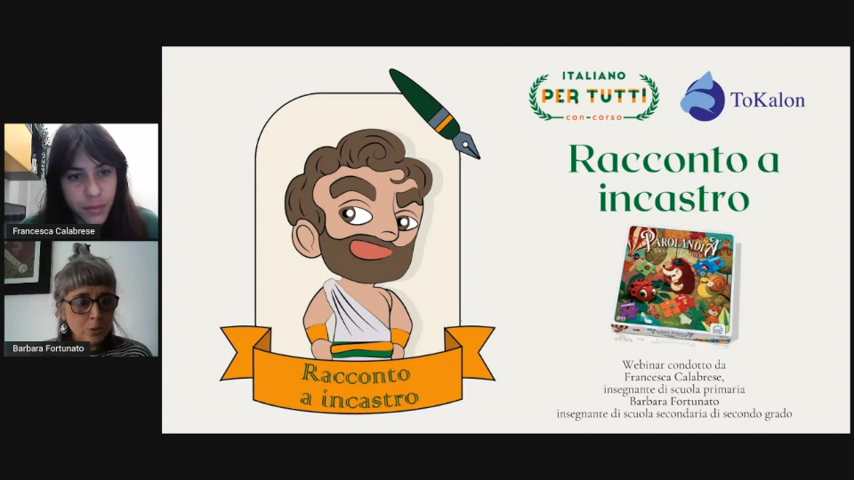 Francesca Calabrese
Barbara Fortunato
Racconto
a incastro
ITALIANO
PER TUTTI
con-corso
ToKalon
Racconto a
incastro
PAROLANDIA
Webinar condotto da
Francesca Calabrese,
insegnante di scuola primaria
Barbara Fortunato
insegnante di scuola secondaria di secondo grado